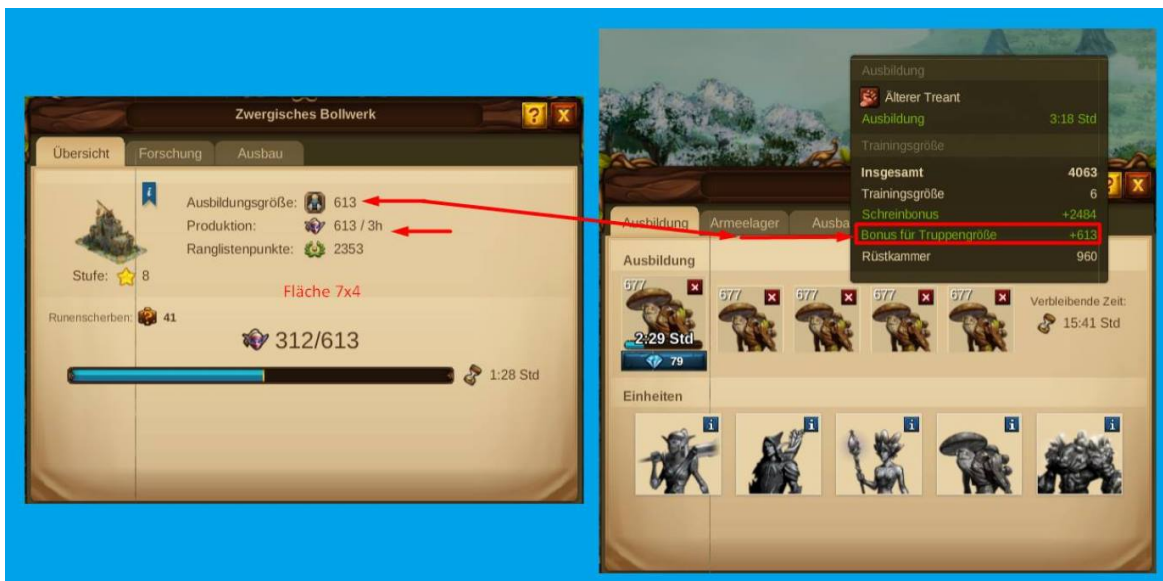 Zwergisches Bollwerk
?
X
Übersicht
Forschung
Ausbau
i
Ausbildungsgröße: 613
Produktion: 613 / 3h
Ranglistenpunkte: 2353
Stufe: 8
Fläche 7x4
Runenscherben: 41
312/613
1:28 Std
Ausbildung
Älterer Treant
Ausbildung 3:18 Std
Trainingsgröße
Insgesamt 4063
Trainingsgröße 6
Schreinbonus +2484
Bonus für Truppengröße +613
Rüstkammer 960
?
X
Ausbildung
Armeelager
Ausba
Ausbildung
677
677
677
677
677
Verbleibende Zeit:
15:41 Std
2:29 Std
79
Einheiten
i
i
i
i
i